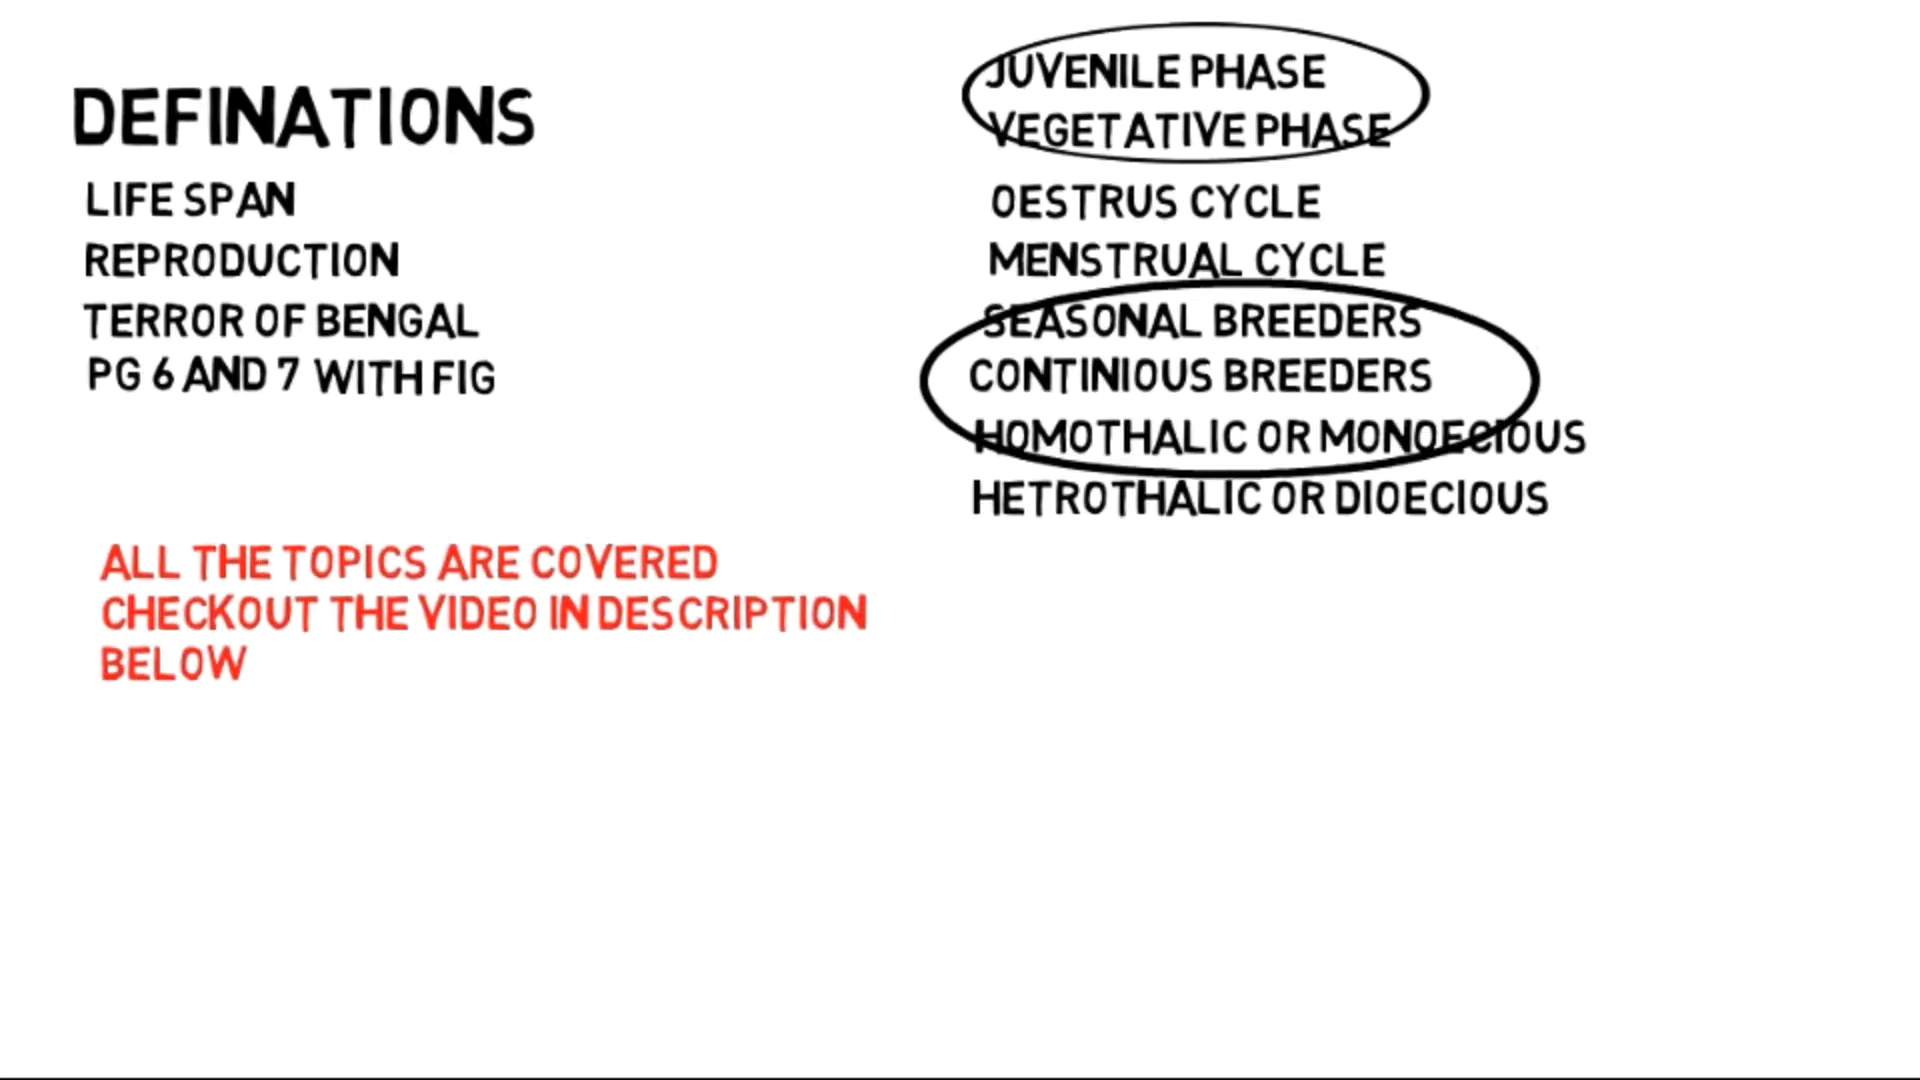 DEFINATIONS
LIFE SPAN
REPRODUCTION
TERROR OF BENGAL
PG 6 AND 7 WITH FIG
JUVENILE PHASE
VEGETATIVE PHASE
OESTRUS CYCLE
MENSTRUAL CYCLE
SEASONAL BREEDERS
CONTINIOUS BREEDERS
HOMOTHALIC OR MONOECIOUS
HETROTHALIC OR DIOECIOUS
ALL THE TOPICS ARE COVERED
CHECKOUT THE VIDEO IN DESCRIPTION
BELOW